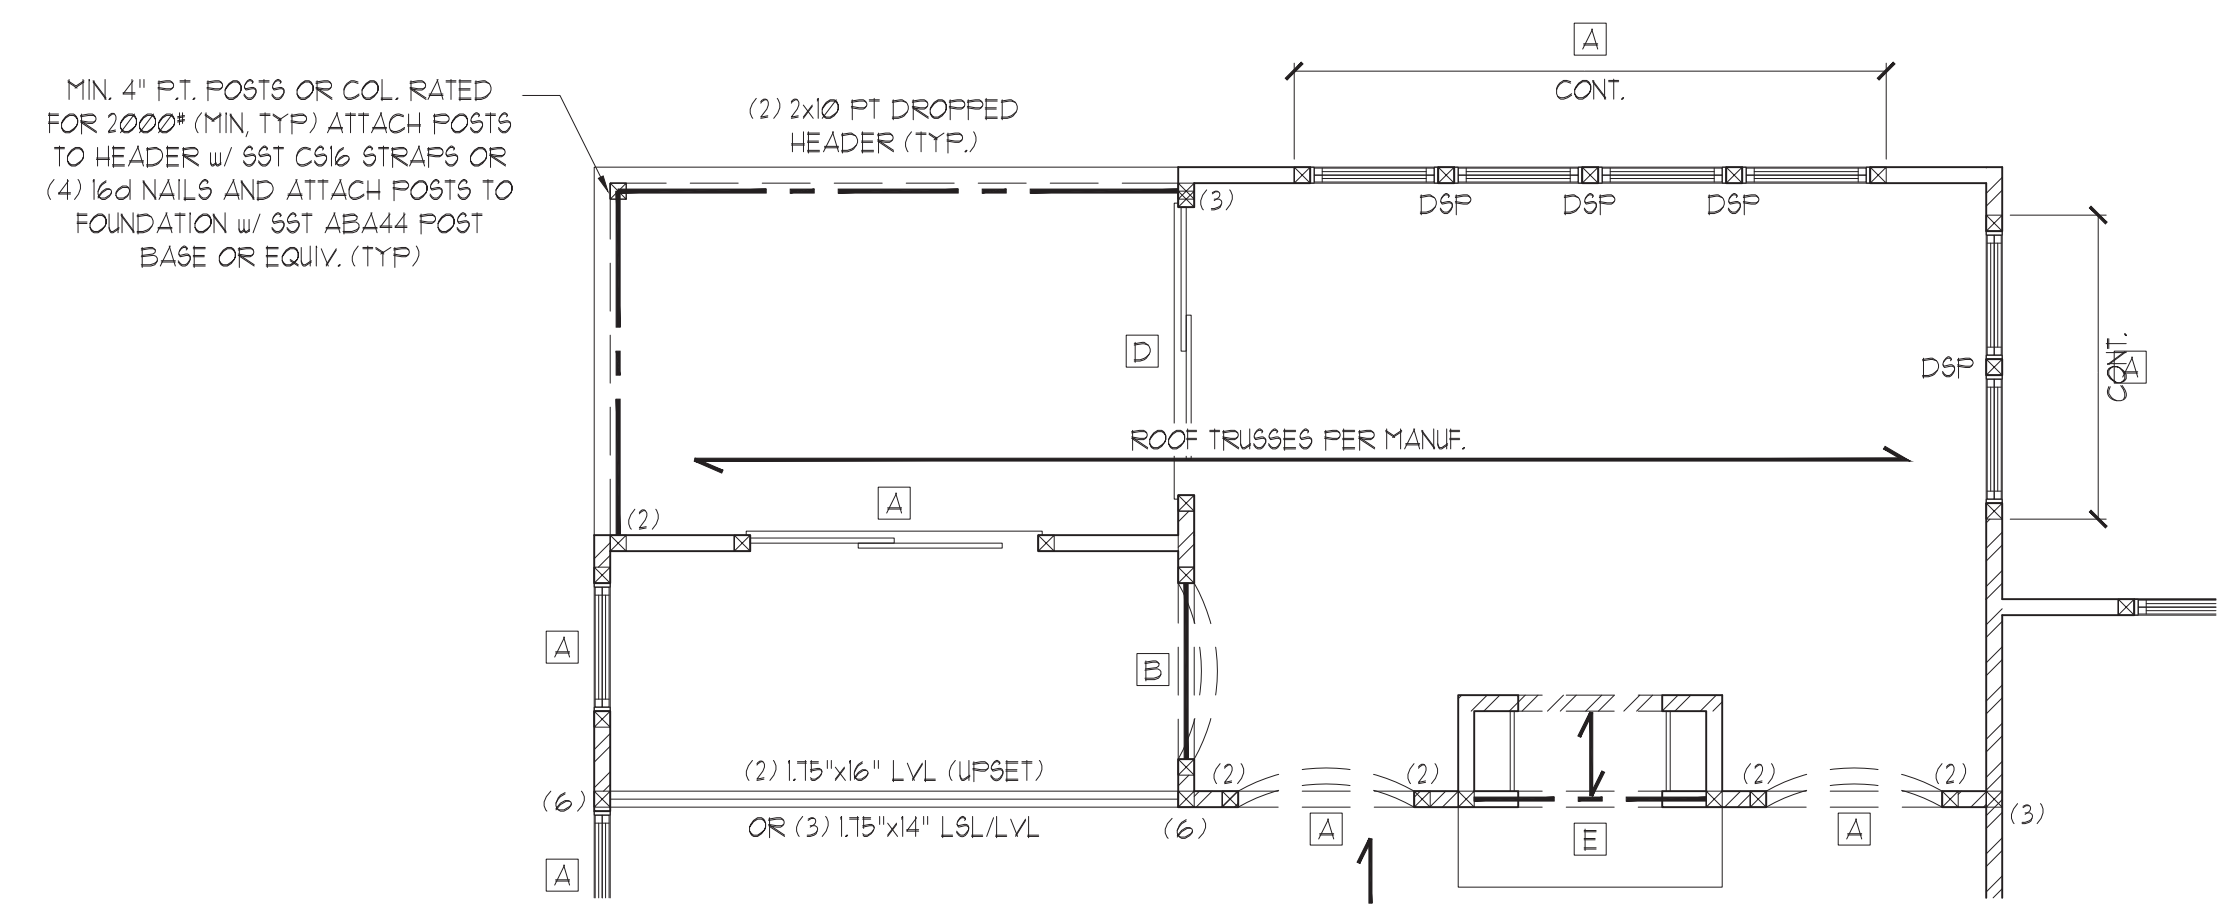 A
CONT.
MIN. 4" P.T. POSTS OR COL. RATED
FOR 2000# (MIN, TYP) ATTACH POSTS
TO HEADER w/ SST CS16 STRAPS OR
(4) 16d NAILS AND ATTACH POSTS TO
FOUNDATION w/ SST ABA44 POST
BASE OR EQUIV. (TYP)
(2) 2x10 PT DROPPED
HEADER (TYP.)
(3)
DSP
DSP
DSP
D
DSP
CONT.
A
ROOF TRUSSES PER MANUF.
A
(2)
A
B
(2) 1.75"x16" LVL (UPSET)
(2)
(2)
(2)
(2)
(6)
OR (3) 1.75"x14" LSL/LVL
(6)
A
E
A
(3)
A